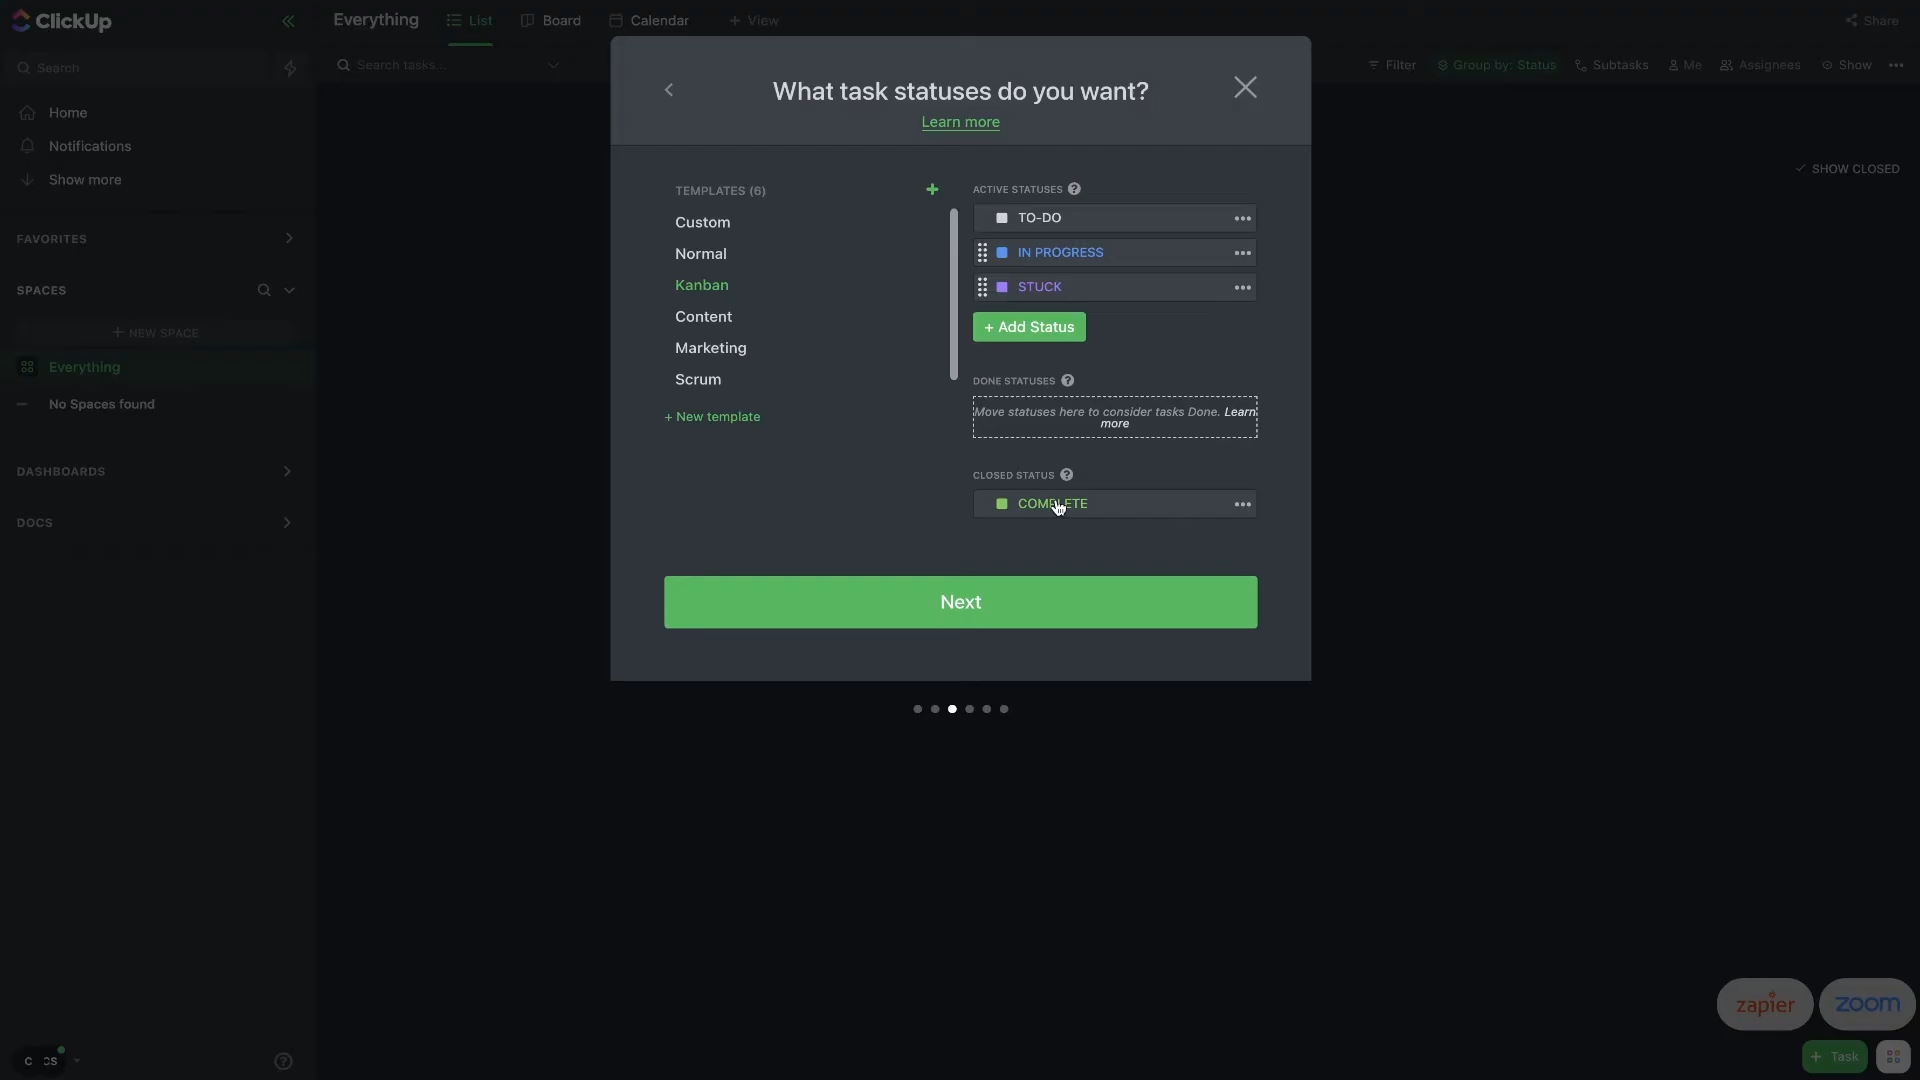 ClickUp
Everything
List
Board
Calendar
+ View
Share
Search
Search tasks...
Filter
Group by: Status
Subtasks
Me
Assignees
Show
Home
Notifications
Show more
FAVORITES
SPACES
+ NEW SPACE
Everything
No Spaces found
DASHBOARDS
DOCS
SHOW CLOSED
What task statuses do you want?
Learn more
TEMPLATES (6)
Custom
Normal
Kanban
Content
Marketing
Scrum
+ New template
ACTIVE STATUSES
TO-DO
IN PROGRESS
STUCK
+ Add Status
DONE STATUSES
Move statuses here to consider tasks Done. Learn
more
CLOSED STATUS
COMPLETE
Next
zapier
zoom
+ Task